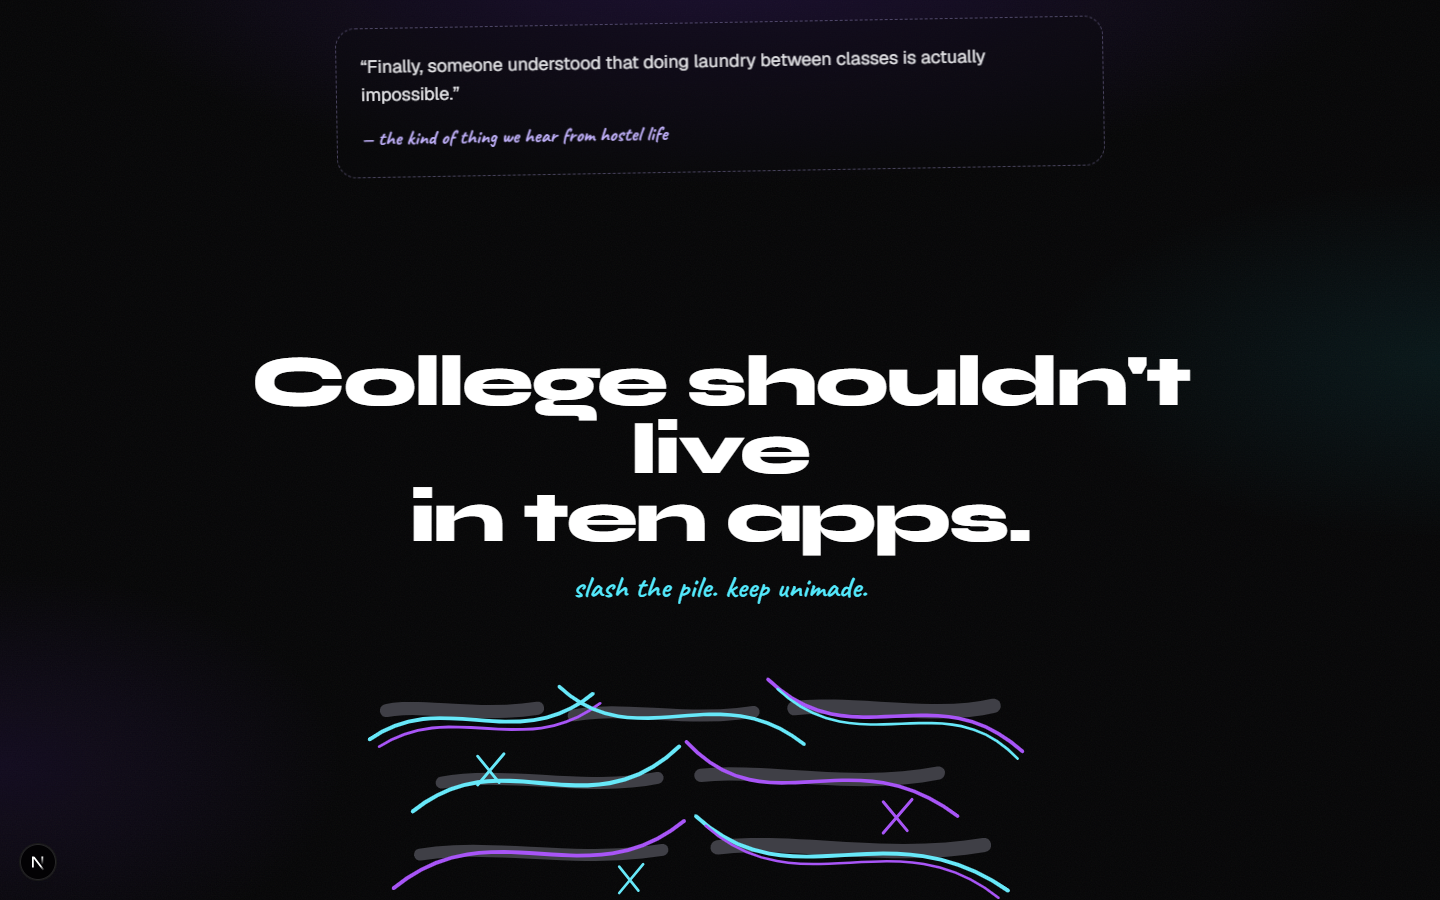 “Finally, someone understood that doing laundry between classes is actually
impossible.”
— the kind of thing we hear from hostel life
College shouldn't
live
in ten apps.
slash the pile. keep unimade.
N